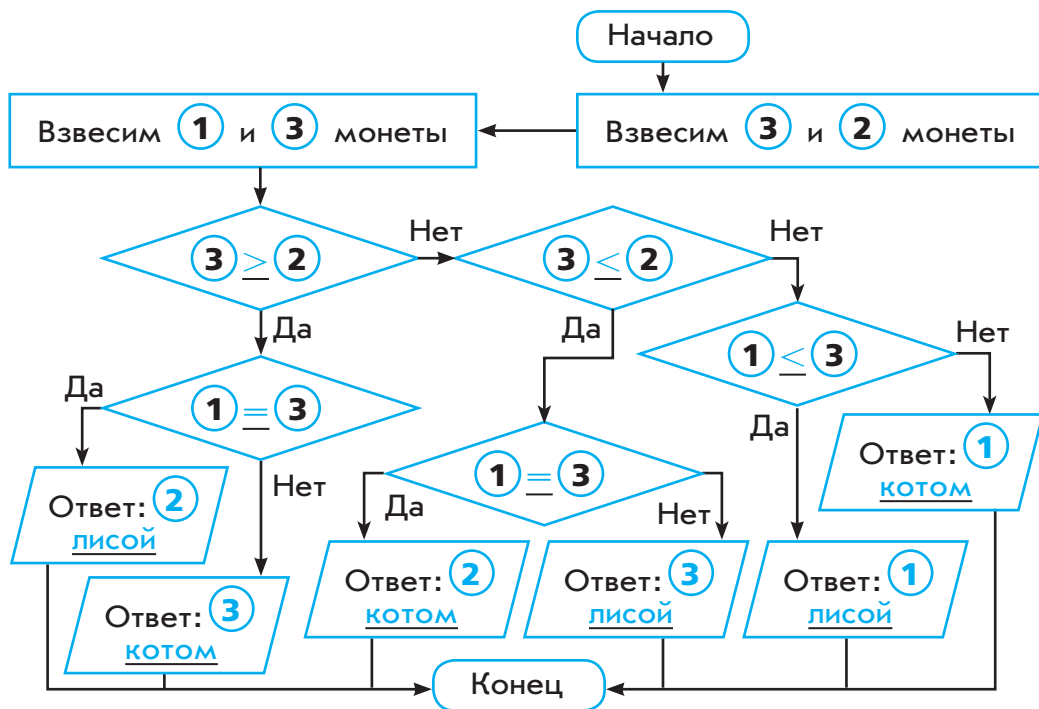 Начало
Взвесим 3 и 2 монеты
Взвесим 1 и 3 монеты
3 > 2
Нет
3 < 2
Нет
Да
Да
1 < 3
Нет
Да
1 = 3
Нет
Да
1 = 3
Да
Нет
Ответ: 1
котом
Ответ: 2
лисой
Ответ: 3
котом
Ответ: 2
котом
Ответ: 3
лисой
Ответ: 1
лисой
Конец